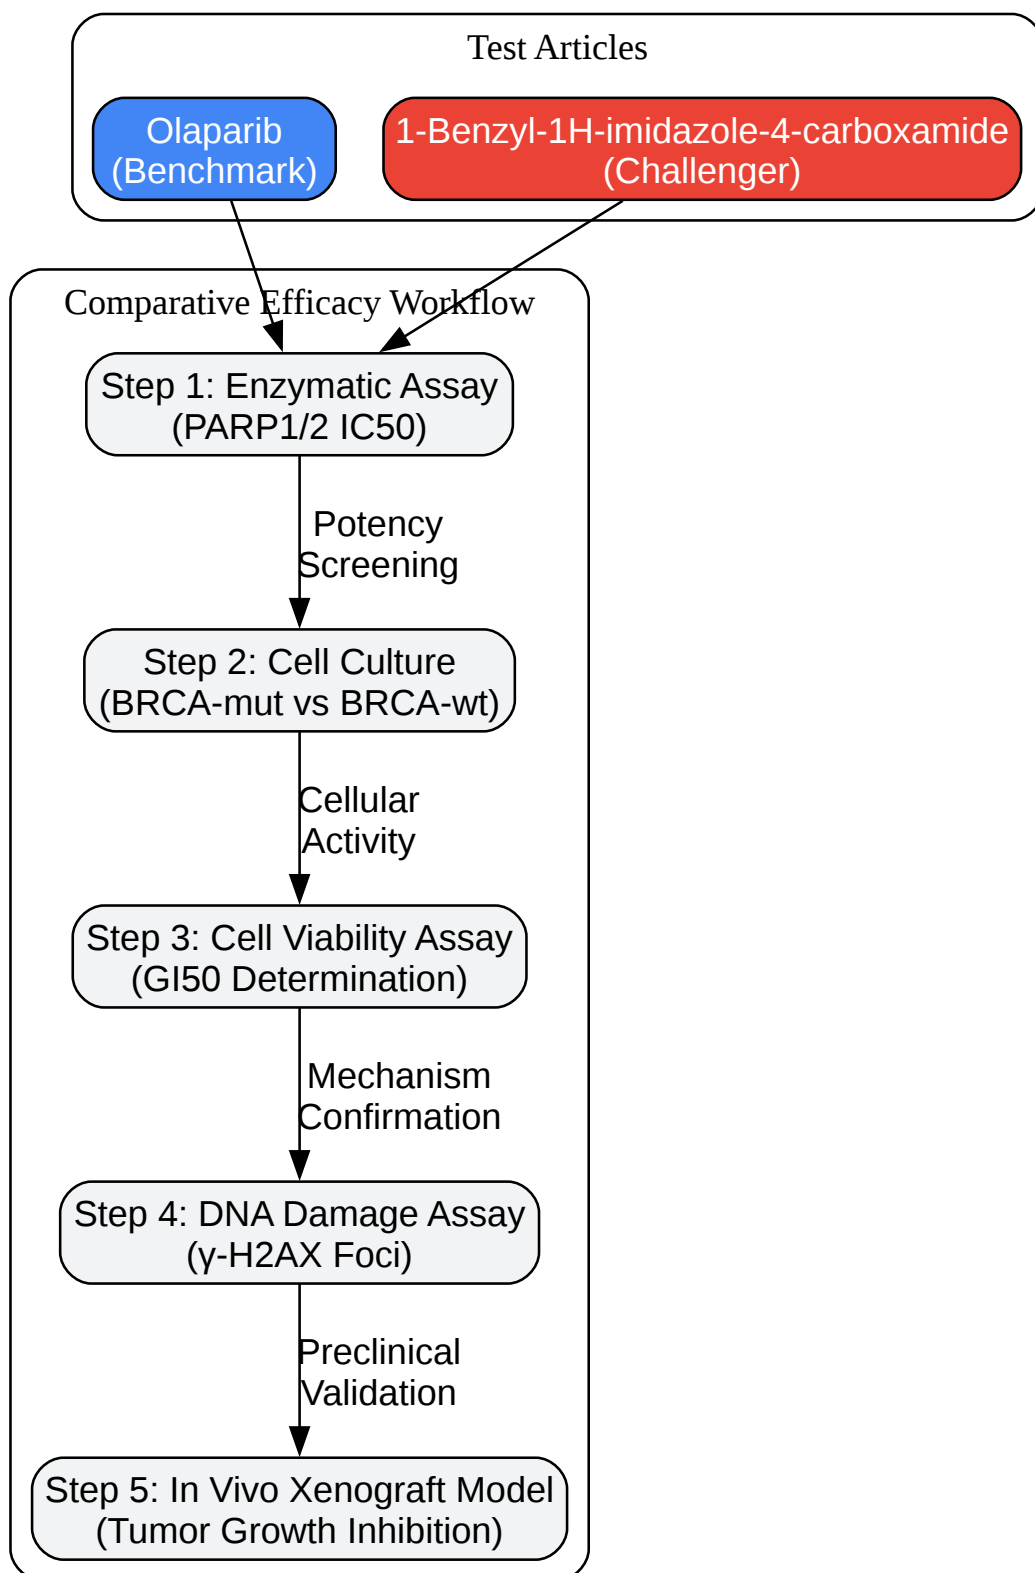 Test Articles
Olaparib
(Benchmark)
1-Benzyl-1H-imidazole-4-carboxamide
(Challenger)
Comparative Efficacy Workflow
Step 1: Enzymatic Assay
(PARP1/2 IC50)
Potency
Screening
Step 2: Cell Culture
(BRCA-mut vs BRCA-wt)
Cellular
Activity
Step 3: Cell Viability Assay
(GI50 Determination)
Mechanism
Confirmation
Step 4: DNA Damage Assay
(γ-H2AX Foci)
Preclinical
Validation
Step 5: In Vivo Xenograft Model
(Tumor Growth Inhibition)